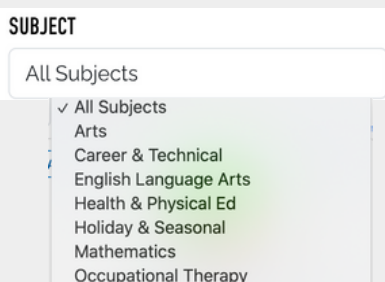 SUBJECT
All Subjects
✓ All Subjects
Arts
Career & Technical
English Language Arts
Health & Physical Ed
Holiday & Seasonal
Mathematics
Occupational Therapy